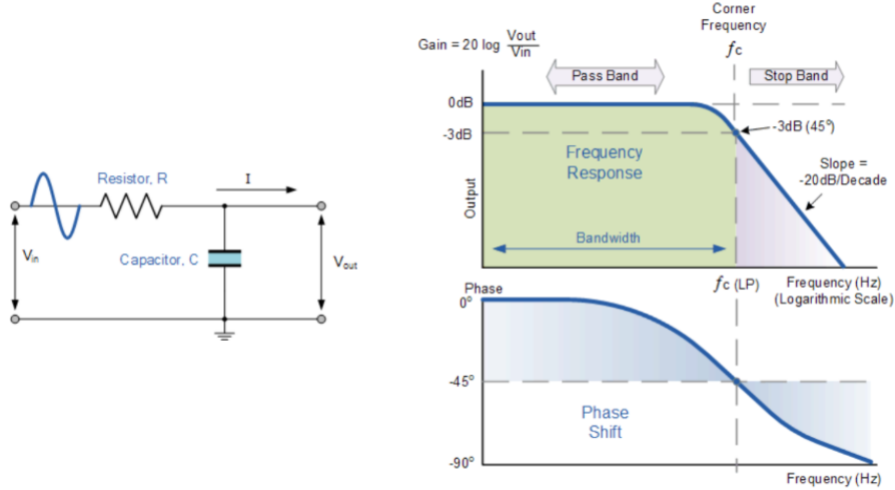 Resistor, R
I
Capacitor, C
Vin
Vout
Gain = 20 log Vout
Vin
Corner
Frequency
fc
Pass Band
Stop Band
0dB
-3dB
-3dB (45°)
Frequency
Response
Slope =
-20dB/Decade
Output
Bandwidth
fc (LP)
Frequency (Hz)
(Logarithmic Scale)
Phase
0°
-45°
Phase
Shift
-90°
Frequency (Hz)